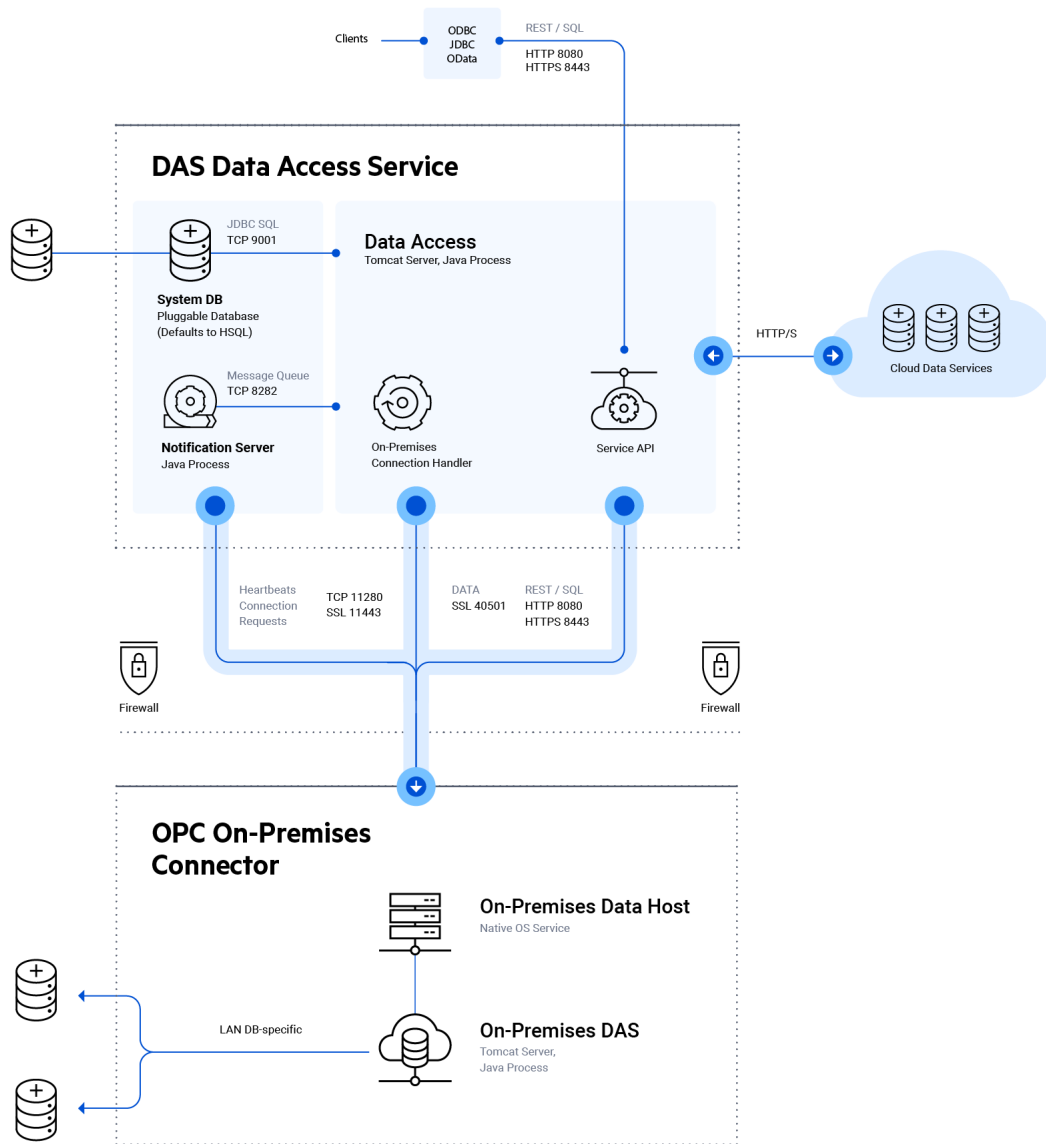 Clients
ODBC
JDBC
OData
REST / SQL
HTTP 8080
HTTPS 8443
DAS Data Access Service
JDBC SQL
TCP 9001
System DB
Pluggable Database
(Defaults to HSQL)
Message Queue
TCP 8282
Notification Server
Java Process
Data Access
Tomcat Server, Java Process
On-Premises
Connection Handler
Service API
HTTP/S
Cloud Data Services
Heartbeats
Connection
Requests
TCP 11280
SSL 11443
DATA
SSL 40501
REST / SQL
HTTP 8080
HTTPS 8443
Firewall
Firewall
OPC On-Premises
Connector
On-Premises Data Host
Native OS Service
LAN DB-specific
On-Premises DAS
Tomcat Server,
Java Process